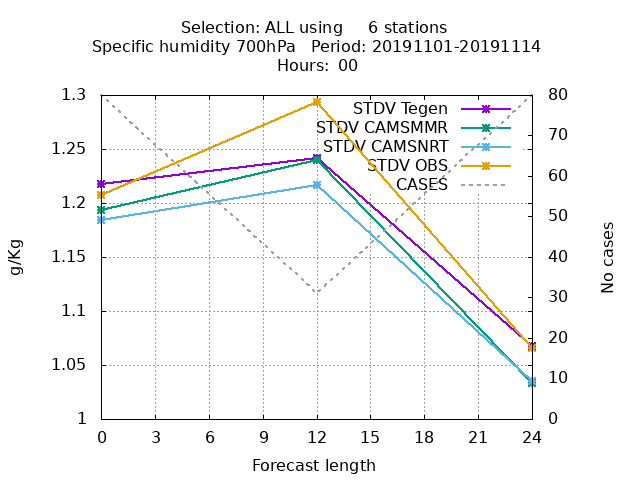 Selection: ALL using     6 stations
Specific humidity 700hPa   Period: 20191101-20191114
Hours: 00
1.3
1.25
1.2
1.15
1.1
1.05
1
g/Kg
STDV Tegen
STDV CAMSMMR
STDV CAMSNRT
STDV OBS
CASES
80
70
60
50
40
30
20
10
0
No cases
0 3 6 9 12 15 18 21 24
Forecast length